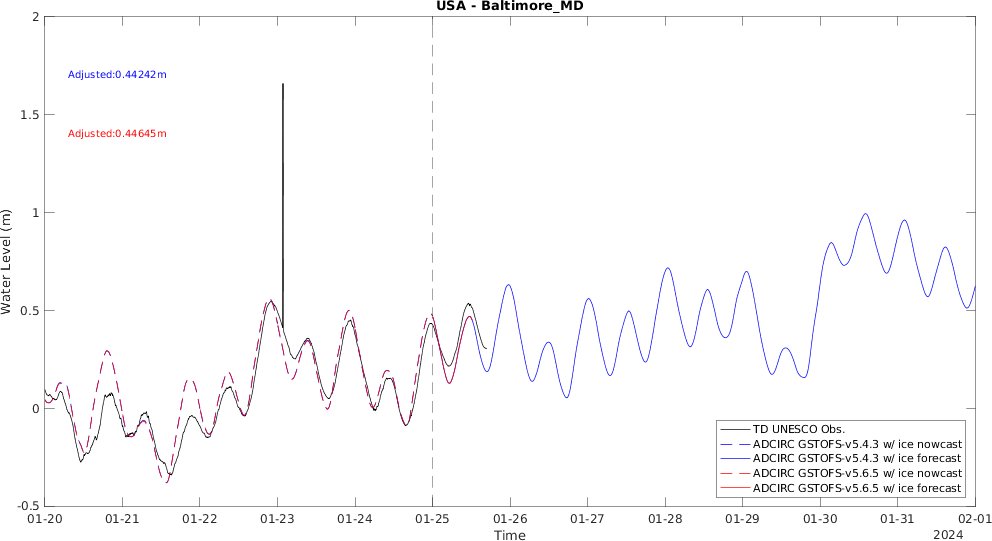 USA - Baltimore_MD
2
Adjusted:0.44242m
1.5
Adjusted:0.44645m
1
Water Level (m)
0.5
0
-0.5
TD UNESCO Obs.
ADCIRC GSTOFS-v5.4.3 w/ ice nowcast
ADCIRC GSTOFS-v5.4.3 w/ ice forecast
ADCIRC GSTOFS-v5.6.5 w/ ice nowcast
ADCIRC GSTOFS-v5.6.5 w/ ice forecast
01-20 01-21 01-22 01-23 01-24 01-25 01-26 01-27 01-28 01-29 01-30 01-31 02-01
Time
2024